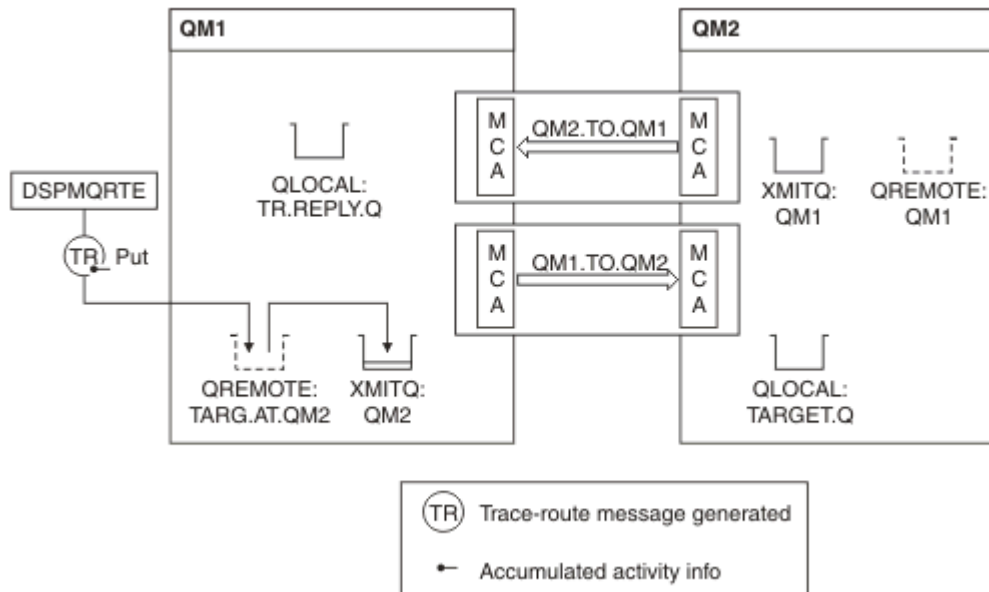 QM1
QM2
M
C
A
QM2.TO.QM1
M
C
A
QLOCAL:
TR.REPLY.Q
XMITQ:
QM1
QREMOTE:
QM1
DSPMQRTE
TR
Put
M
C
A
QM1.TO.QM2
M
C
A
QREMOTE:
TARG.AT.QM2
XMITQ:
QM2
QLOCAL:
TARGET.Q
TR Trace-route message generated
Accumulated activity info